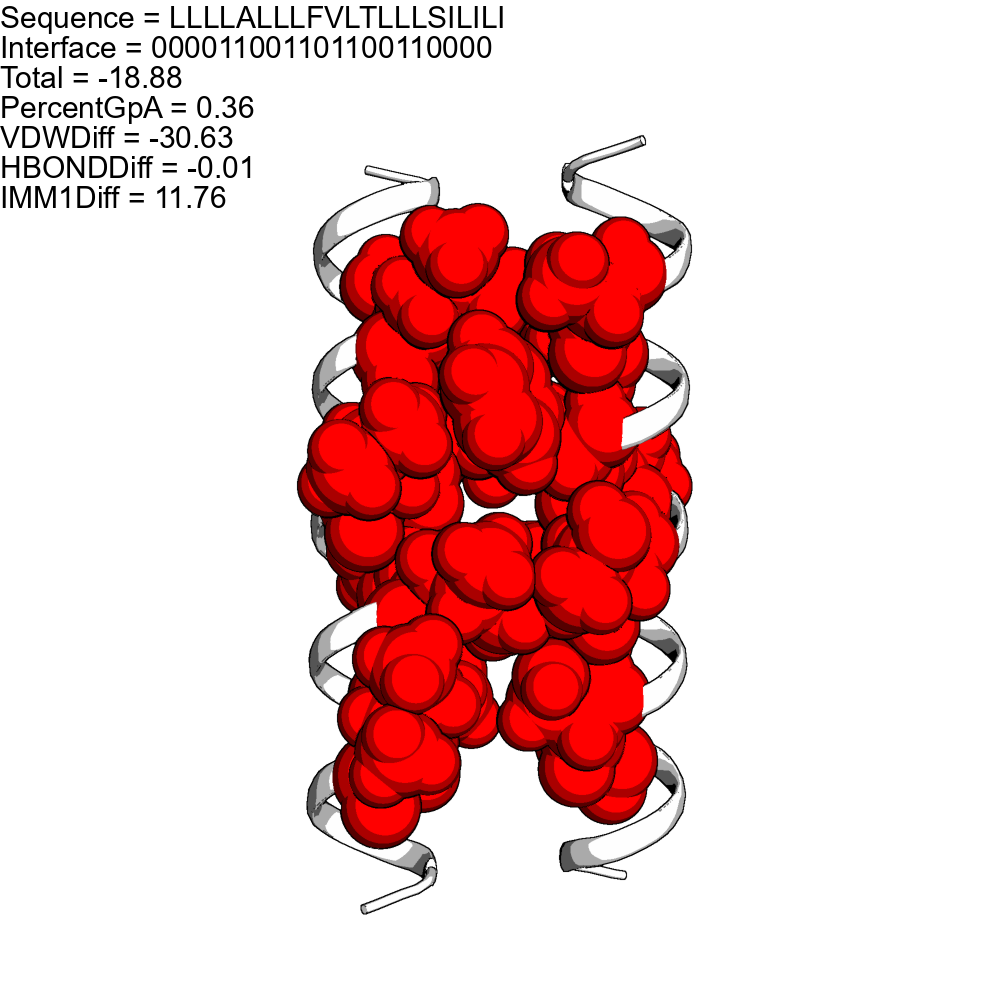 Sequence = LLLLALLLFVLTLLLSILILI
Interface = 000011001101100110000
Total = -18.88
PercentGpA = 0.36
VDWDiff = -30.63
HBONDDiff = -0.01
IMM1Diff = 11.76